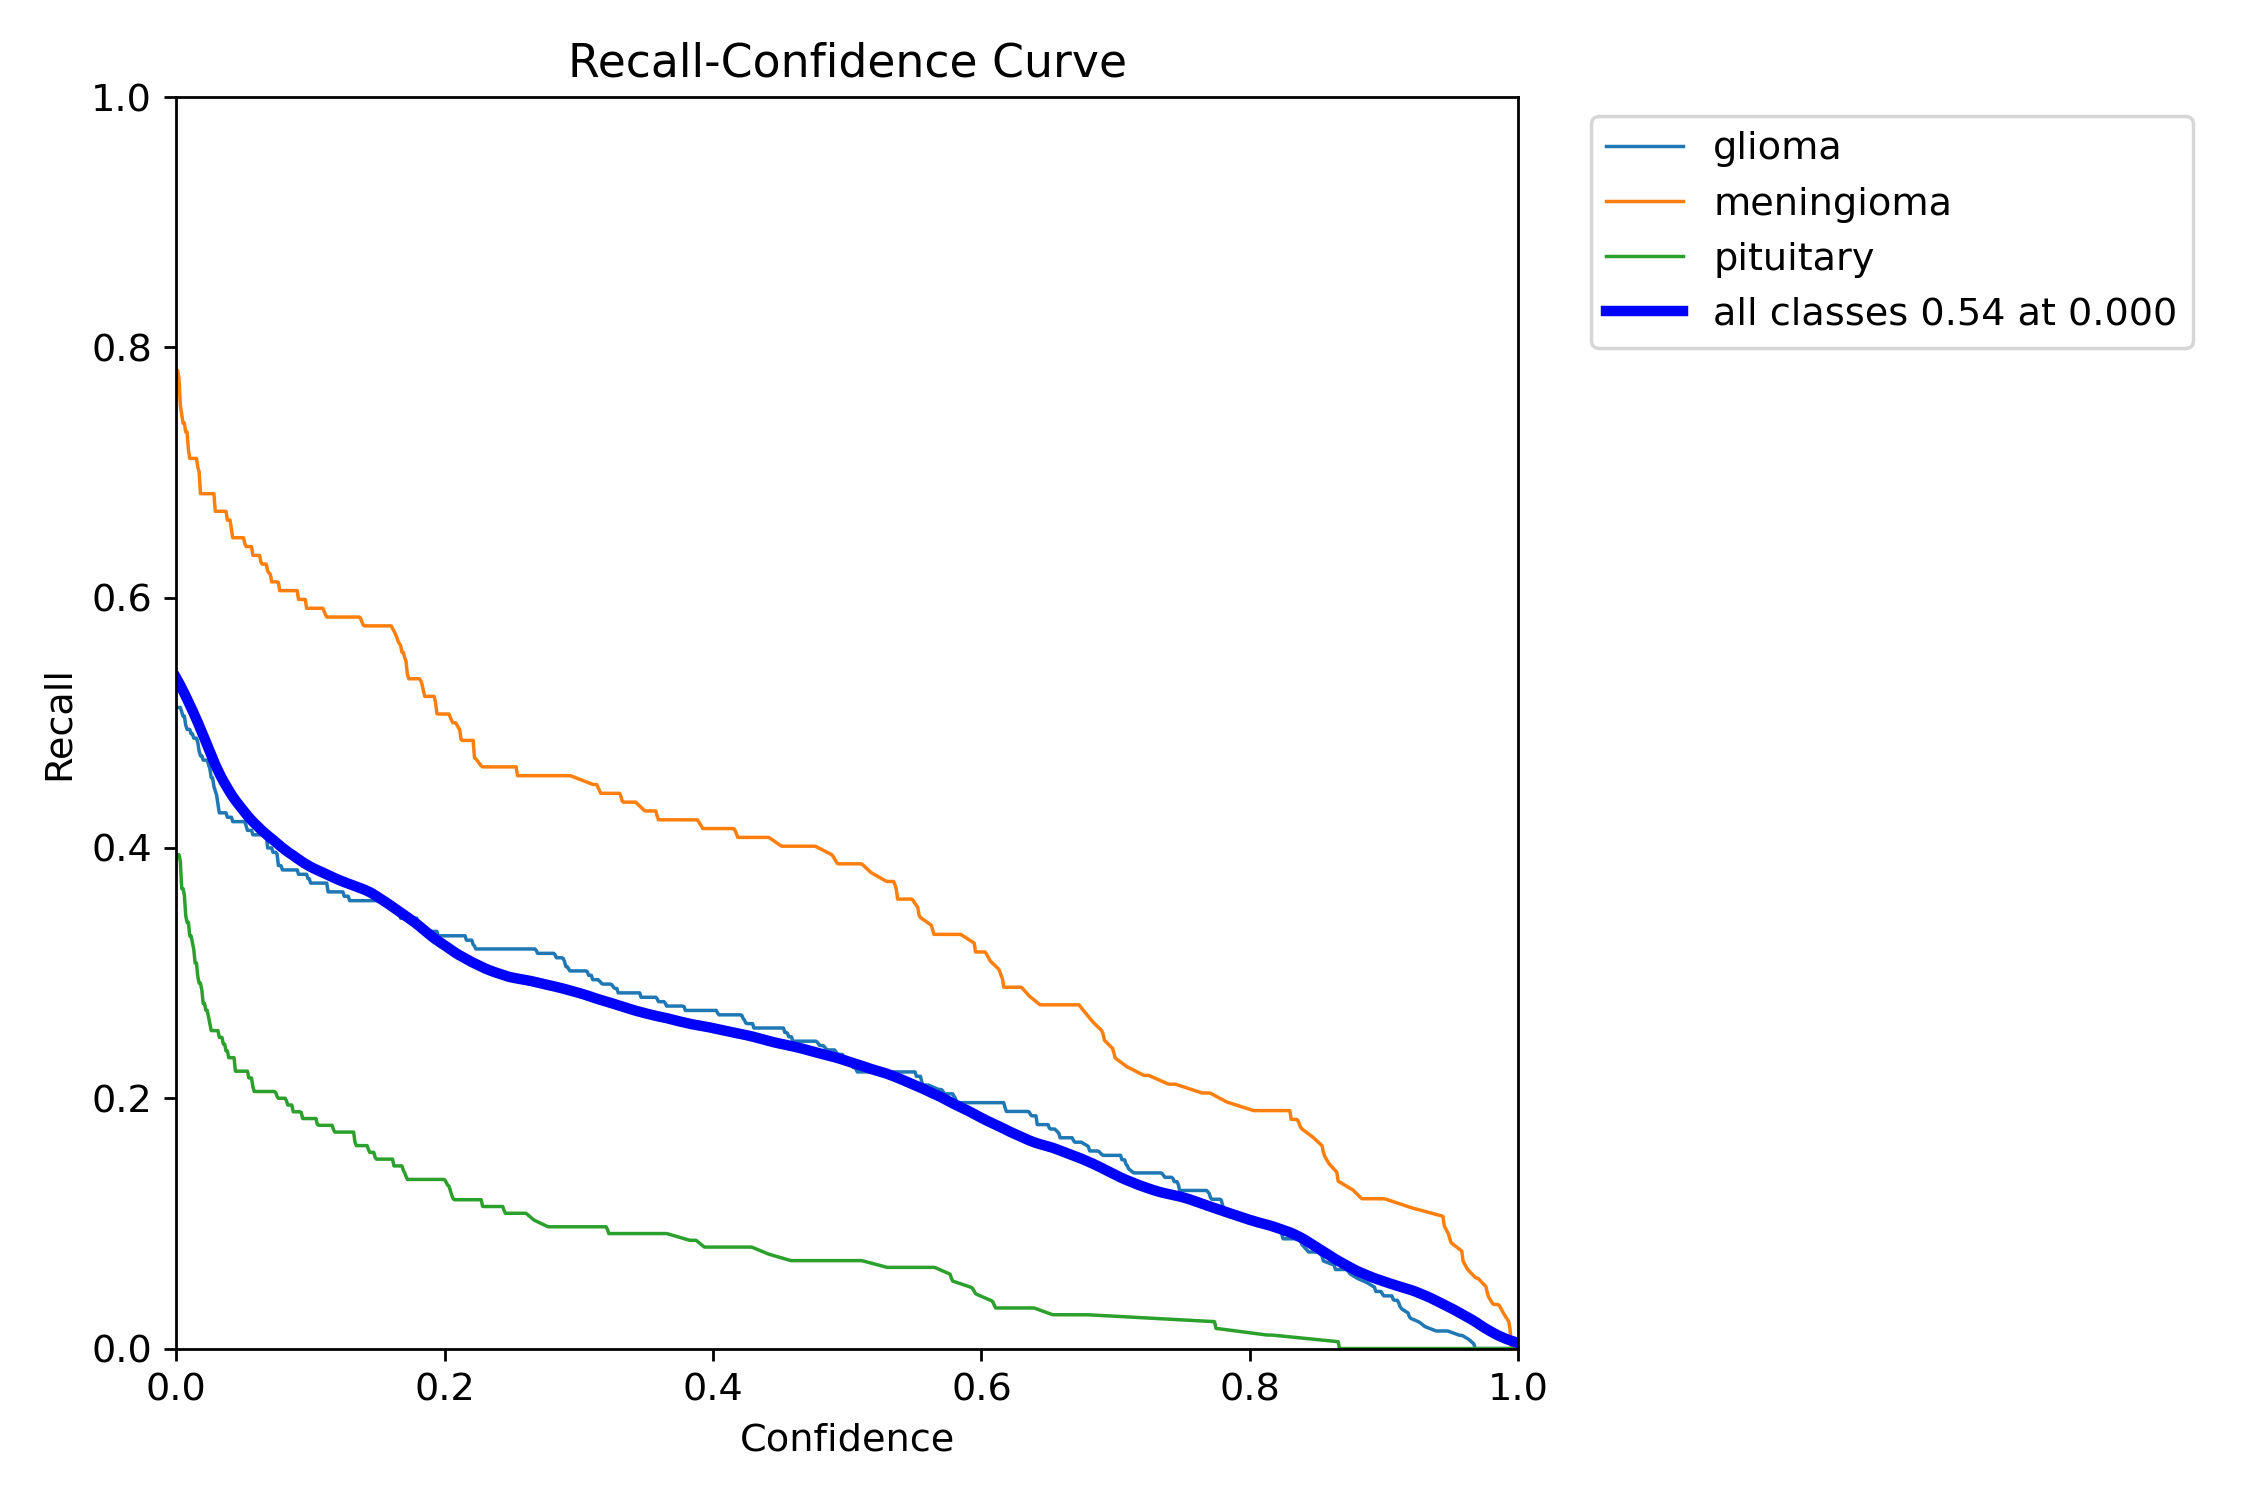 Recall-Confidence Curve
1.0
0.8
0.6
0.4
0.2
0.0
Recall
0.0 0.2 0.4 0.6 0.8 1.0
Confidence
glioma
meningioma
pituitary
all classes 0.54 at 0.000